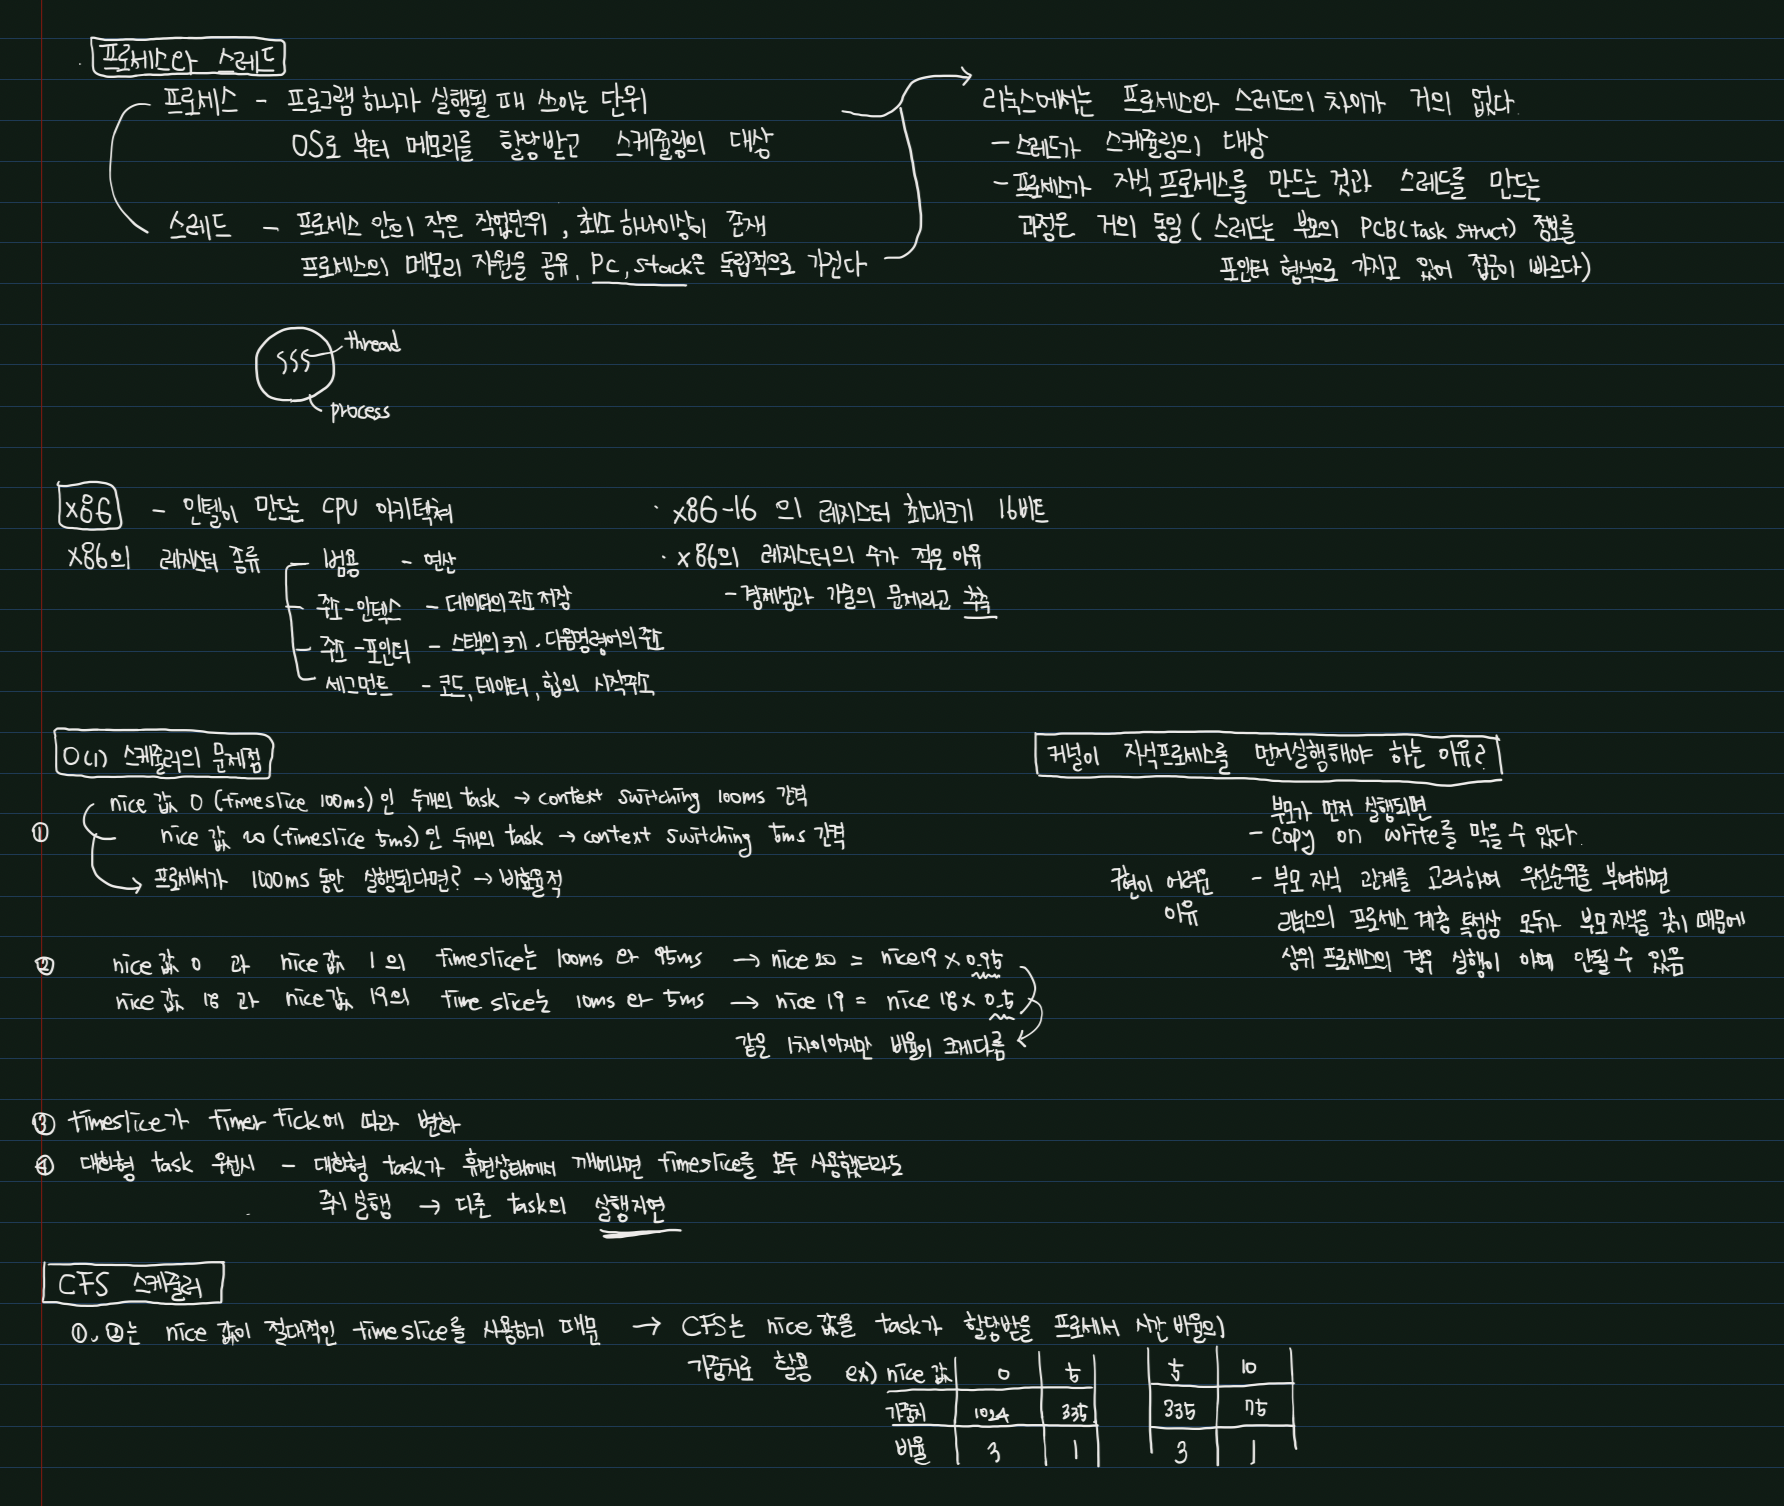 프로세스와 스레드
프로세스 - 프로그램 하나가 실행될 때 쓰이는 단위
OS로 부터 메모리를 할당받고 스케쥴링의 대상
스레드 - 프로세스 안의 작은 작업단위, 최소 하나이상이 존재
프로세스의 메모리 자원을 공유, PC, stack은 독립적으로 가진다
리눅스에서는 프로세스와 스레드의 차이가 거의 없다.
- 스레드가 스케쥴링의 대상
- 프로세스가 자식 프로세스를 만드는 것과 스레드를 만드는
과정은 거의 동일 (스레드는 부모의 PCB(task struct) 정보를
포인터 형식으로 가지고 있어 접근이 빠르다)
thread
process
x86 - 인텔이 만드는 CPU 아키텍쳐
x86의 레지스터 종류
범용 - 연산
주소-인덱스 - 데이터의 주소 저장
주소-포인터 - 스택의 크기 · 다음명령어의 주소
세그먼트 - 코드, 데이터, 힙의 시작주소
· x86-16 의 레지스터 최대크기 16비트
· x86의 레지스터의 수가 적은 이유
- 경제성과 기술의 문제라고 추측
O(1) 스케쥴러의 문제점
① nice 값 0 (timeslice 100ms)인 두개의 task → context switching 100ms 간격
nice 값 20 (timeslice 5ms)인 두개의 task → context switching 5ms 간격
→ 프로세서가 1000ms 동안 실행된다면? → 비효율적
② nice 값 0 과 nice 값 1 의 timeslice는 100ms 와 95ms → nice 20 = nice19 × 0.95
nice 값 18 과 nice 값 19의 time slice는 10ms 와 5ms → nice 19 = nice 18 × 0.5
같은 1차이이지만 비율이 크게다름
③ timeslice가 timer tick에 따라 변화
④ 대화형 task 우선시 - 대화형 task가 휴면상태에서 깨어나면 timeslice를 모두 사용했더라도
즉시 실행 → 다른 task의 실행지연
커널이 자식프로세스를 먼저실행해야 하는 이유?
부모가 먼저 실행되면
- copy on write를 막을 수 있다.
구현이 어려운
이유
- 부모 자식 관계를 고려하여 우선순위를 부여하면
리눅스의 프로세스 계층 특성상 모두가 부모자식을 갖기 때문에
상위 프로세스의 경우 실행이 아예 안될 수 있음
CFS 스케쥴러
①, ②는 nice 값이 절대적인 timeslice를 사용하기 때문 → CFS는 nice 값을 task가 할당받을 프로세서 시간 비율의
가중치로 활용
ex) nice 값 0 5 5 10
가중치 1024 335 335 75
비율 3 1 3 1